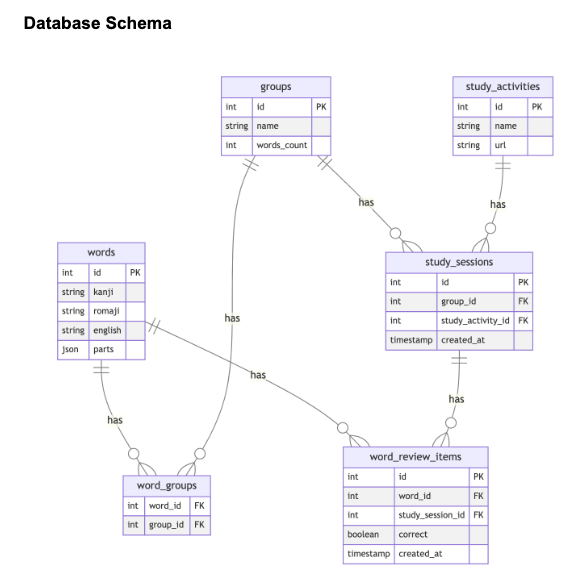 Database Schema
groups
int id PK
string name
int words_count
study_activities
int id PK
string name
string url
has
has
words
int id PK
string kanji
string romaji
string english
json parts
study_sessions
int id PK
int group_id FK
int study_activity_id FK
timestamp created_at
has
has
has
has
word_groups
int word_id FK
int group_id FK
word_review_items
int id PK
int word_id FK
int study_session_id FK
boolean correct
timestamp created_at